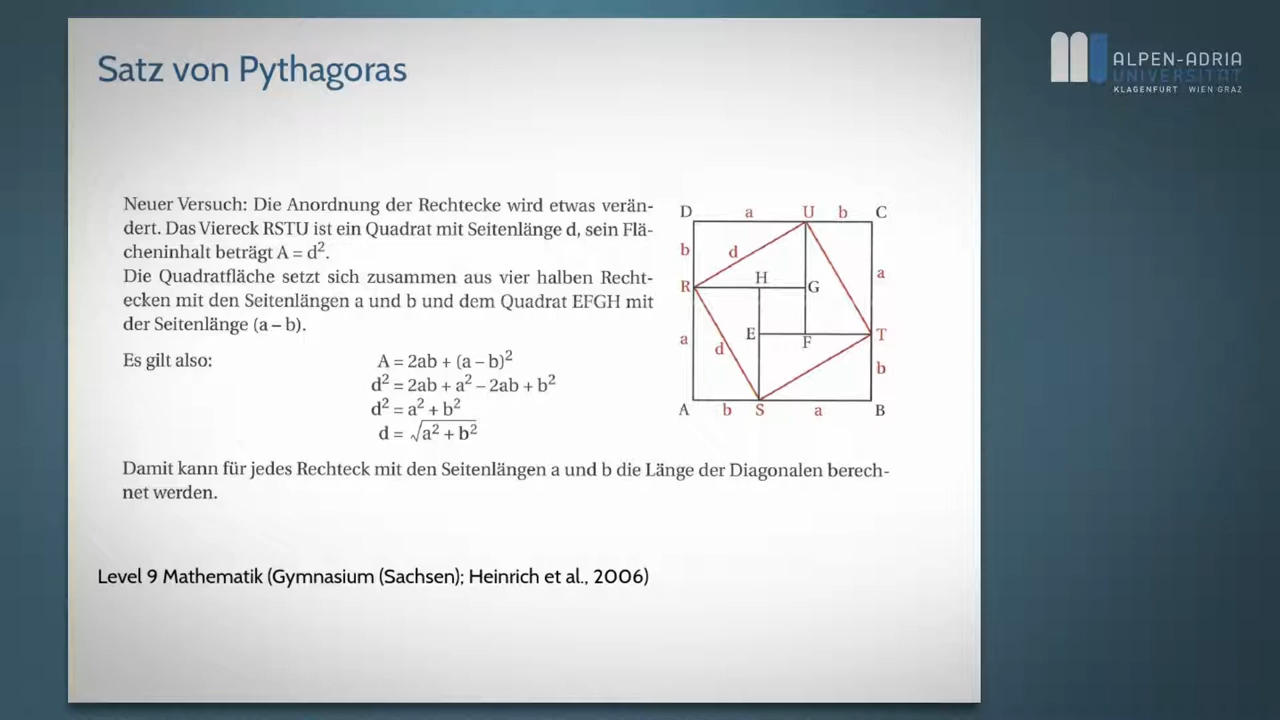 Satz von Pythagoras
ALPEN-ADRIA
UNIVERSITÄT
KLAGENFURT WIEN GRAZ
Neuer Versuch: Die Anordnung der Rechtecke wird etwas verän-
dert. Das Viereck RSTU ist ein Quadrat mit Seitenlänge d, sein Flä-
cheninhalt beträgt A = d².
Die Quadratfläche setzt sich zusammen aus vier halben Recht-
ecken mit den Seitenlängen a und b und dem Quadrat EFGH mit
der Seitenlänge (a – b).
Es gilt also:
A = 2ab + (a – b)²
d² = 2ab + a² – 2ab + b²
d² = a² + b²
d = √(a² + b²)
D a U b C
b d a
R H G
a d E F T
b
A b S a B
Damit kann für jedes Rechteck mit den Seitenlängen a und b die Länge der Diagonalen berech-
net werden.
Level 9 Mathematik (Gymnasium (Sachsen); Heinrich et al., 2006)